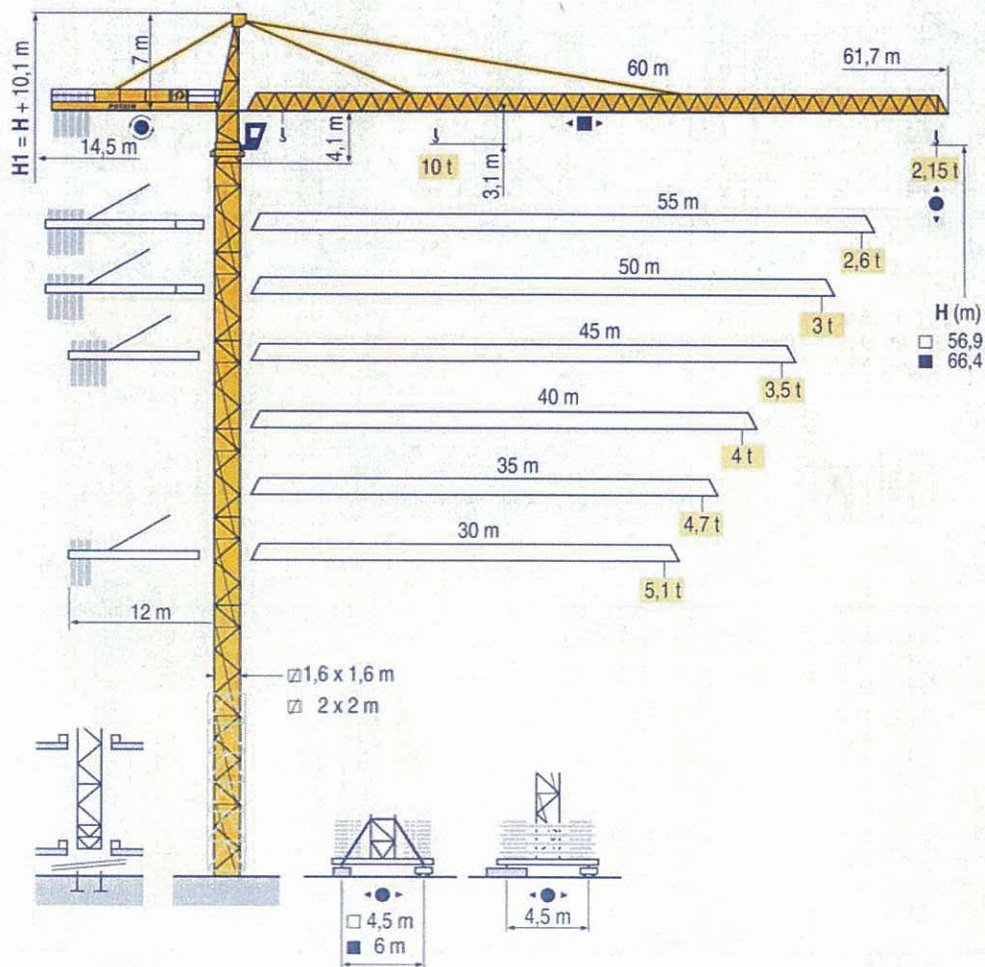 H1 = H + 10,1 m
7 m
60 m
61,7 m
POTAIN
14,5 m
4,1 m
10 t
3,1 m
2,15 t
55 m
2,6 t
50 m
3 t
H (m)
□ 56,9
■ 66,4
45 m
3,5 t
40 m
4 t
35 m
4,7 t
30 m
5,1 t
12 m
1,6 x 1,6 m
2 x 2 m
□ 4,5 m
■ 6 m
4,5 m